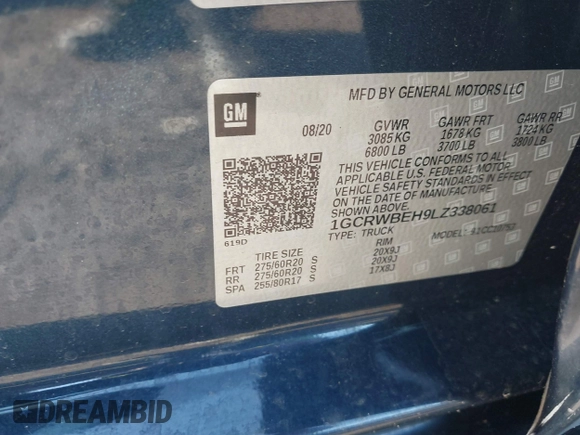 GM
MFD BY GENERAL MOTORS LLC
08/20
GVWR GAWR FRT GAWR RR
3085 KG 1678 KG 1724 KG
6800 LB 3700 LB 3800 LB
THIS VEHICLE CONFORMS TO ALL
APPLICABLE U.S. FEDERAL MOTOR
VEHICLE SAFETY STANDARDS IN EFFECT ON THE
DATE OF MANUFACTURE
1GCRWBEH9LZ338061
TYPE: TRUCK MODEL:
619D
TIRE SIZE RIM
FRT 275/60R20 S 20X9J
RR 275/60R20 S 20X9J
SPA 255/80R17 S 17X8J
DREAMBID